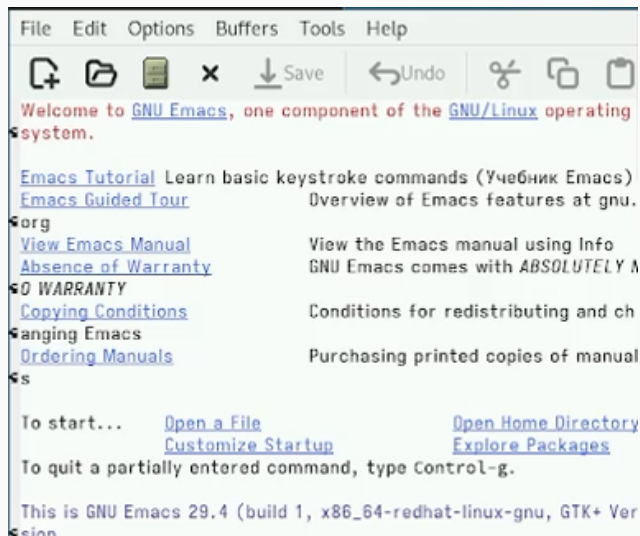 File Edit Options Buffers Tools Help
Save Undo
Welcome to GNU Emacs, one component of the GNU/Linux operating
system.
Emacs Tutorial Learn basic keystroke commands (Учебник Emacs)
Emacs Guided Tour Overview of Emacs features at gnu.
org
View Emacs Manual View the Emacs manual using Info
Absence of Warranty GNU Emacs comes with ABSOLUTELY N
O WARRANTY
Copying Conditions Conditions for redistributing and ch
anging Emacs
Ordering Manuals Purchasing printed copies of manual
s
To start... Open a File Open Home Directory
Customize Startup Explore Packages
To quit a partially entered command, type Control-g.
This is GNU Emacs 29.4 (build 1, x86_64-redhat-linux-gnu, GTK+ Ver
sion